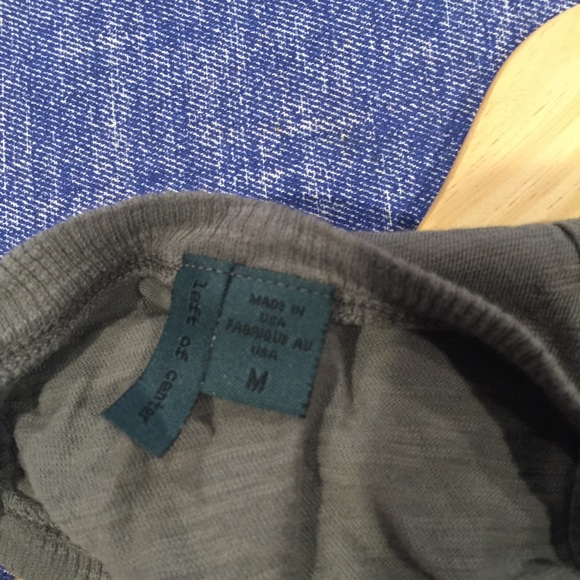 left of center
MADE IN
USA
FABRIQUE AU
USA
M